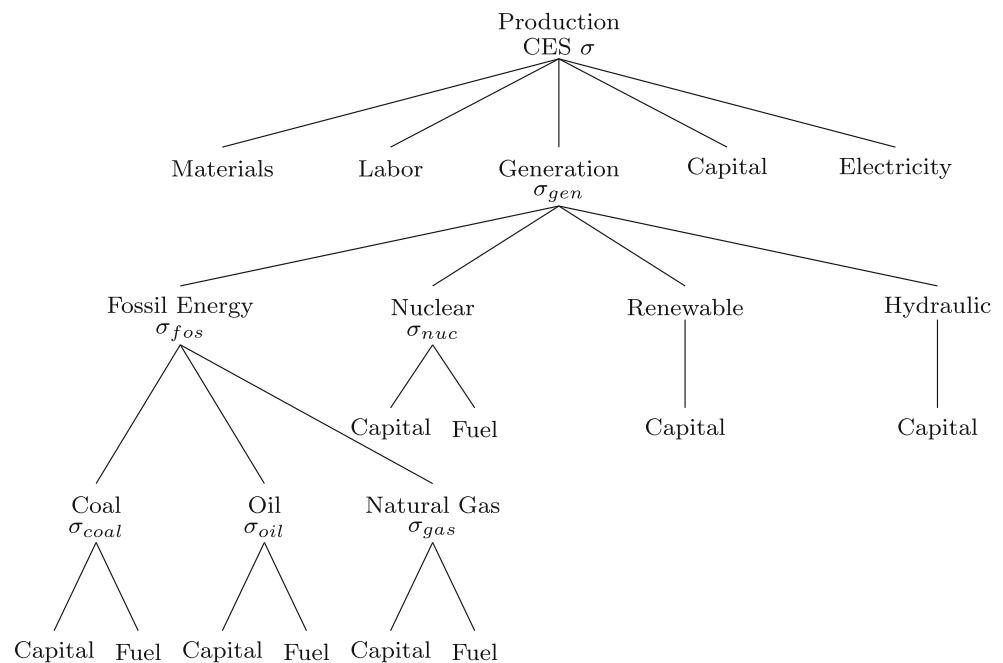 Production
CES σ
Materials Labor Generation Capital Electricity
σ_gen
Fossil Energy Nuclear Renewable Hydraulic
σ_fos σ_nuc
Capital Fuel Capital Capital
Coal Oil Natural Gas
σ_coal σ_oil σ_gas
Capital Fuel Capital Fuel Capital Fuel